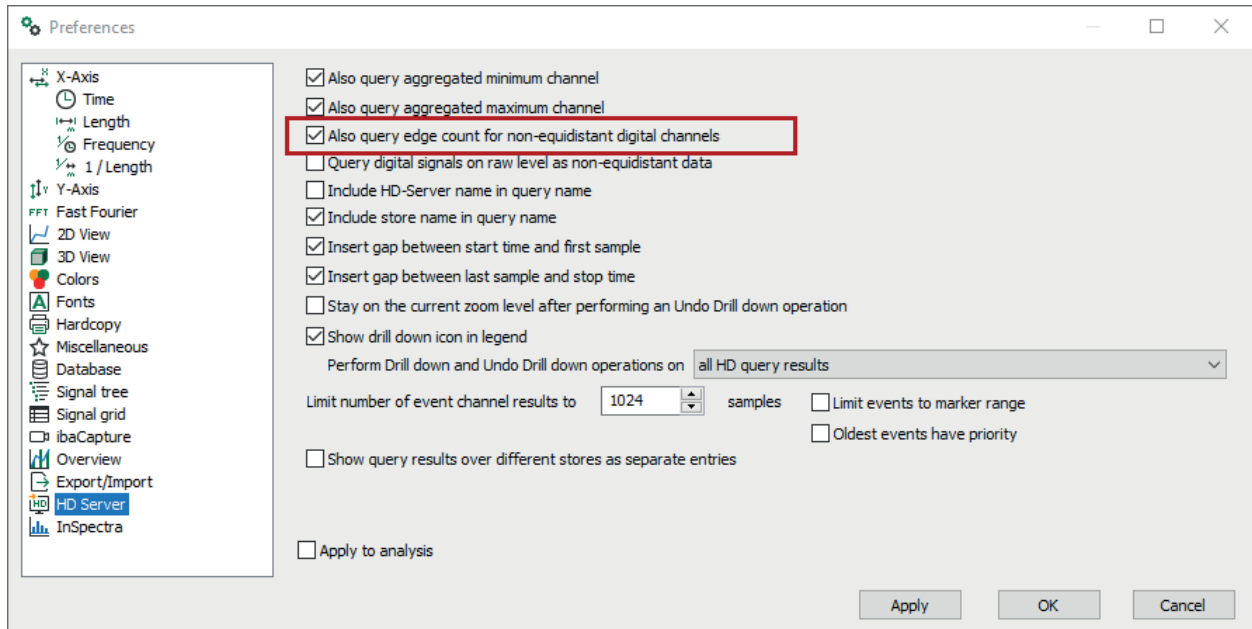 Preferences
X-Axis
Time
Length
Frequency
1 / Length
Y-Axis
FFT Fast Fourier
2D View
3D View
Colors
A Fonts
Hardcopy
Miscellaneous
Database
Signal tree
Signal grid
ibaCapture
Overview
Export/Import
HD HD Server
InSpectra
Also query aggregated minimum channel
Also query aggregated maximum channel
Also query edge count for non-equidistant digital channels
Query digital signals on raw level as non-equidistant data
Include HD-Server name in query name
Include store name in query name
Insert gap between start time and first sample
Insert gap between last sample and stop time
Stay on the current zoom level after performing an Undo Drill down operation
Show drill down icon in legend
Perform Drill down and Undo Drill down operations on all HD query results
Limit number of event channel results to 1024 samples Limit events to marker range
Oldest events have priority
Show query results over different stores as separate entries
Apply to analysis
Apply OK Cancel